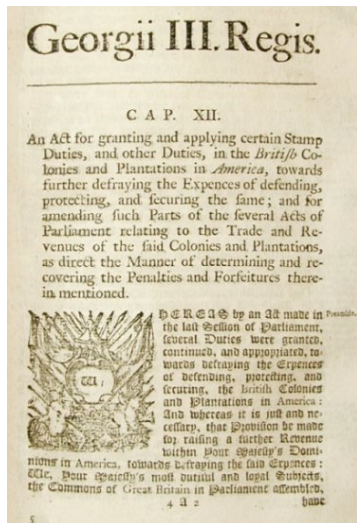 Georgii III. Regis.
CAP. XII.
An Act for granting and applying certain Stamp
Duties, and other Duties, in the British Co-
lonies and Plantations in America, towards
further defraying the Expences of defending,
protecting, and securing the same; and for
amending such Parts of the several Acts of
Parliament relating to the Trade and Re-
venues of the said Colonies and Plantations,
as direct the Manner of determining and re-
covering the Penalties and Forfeitures there-
in mentioned.
WHEREAS by an Act made in Preamble.
the last Session of Parliament,
several Duties were granted,
continued, and appropriated, to-
wards defraying the Expences
of defending, protecting, and
securing, the British Colonies
and Plantations in America:
And whereas it is just and ne-
cessary, that Provision be made
for raising a further Revenue
within Your Majesty's Domi-
nions in America, towards defraying the said Expences:
We, Your Majesty's most dutiful and loyal Subjects,
the Commons of Great Britain in Parliament assembled,
4 A 2 have